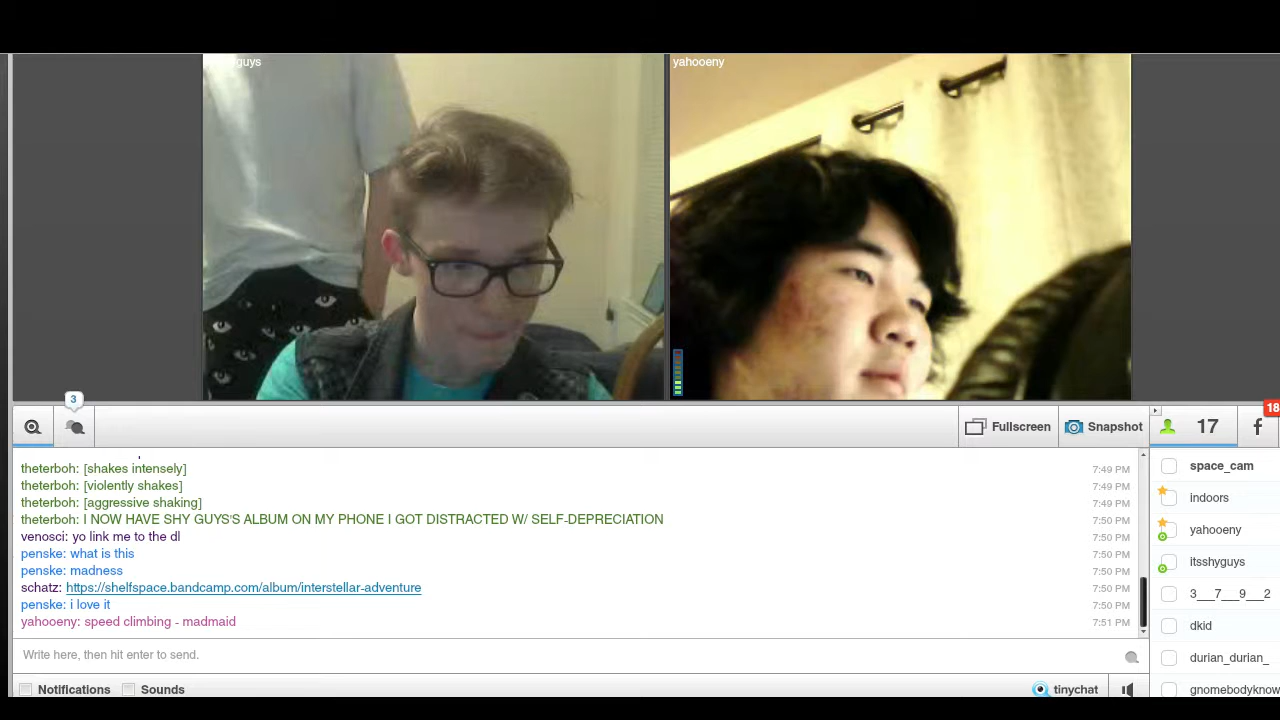 guys
yahooeny
3
Fullscreen
Snapshot
17
18
theterboh: [shakes intensely] 7:49 PM
theterboh: [violently shakes] 7:49 PM
theterboh: [aggressive shaking] 7:49 PM
theterboh: I NOW HAVE SHY GUYS'S ALBUM ON MY PHONE I GOT DISTRACTED W/ SELF-DEPRECIATION 7:50 PM
venosci: yo link me to the dl 7:50 PM
penske: what is this 7:50 PM
penske: madness 7:50 PM
schatz: https://shelfspace.bandcamp.com/album/interstellar-adventure 7:50 PM
penske: i love it 7:50 PM
yahooeny: speed climbing - madmaid 7:51 PM
space_cam
indoors
yahooeny
itsshyguys
3___7___9___2
dkid
durian_durian_
gnomebodyknow
Write here, then hit enter to send.
Notifications
Sounds
tinychat